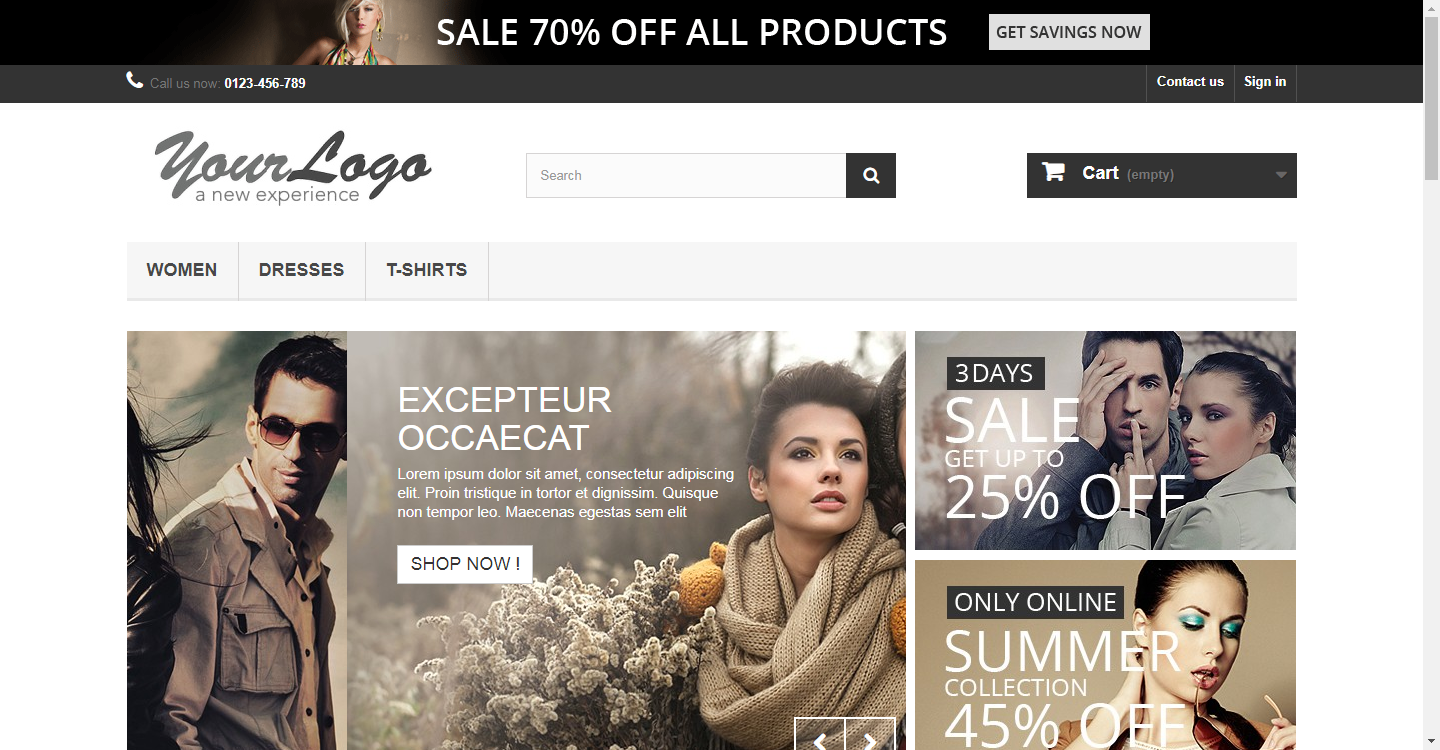 SALE 70% OFF ALL PRODUCTS
GET SAVINGS NOW
Call us now: 0123-456-789
Contact us
Sign in
YourLogo
a new experience
Search
Cart (empty)
WOMEN
DRESSES
T-SHIRTS
EXCEPTEUR
OCCAECAT
Lorem ipsum dolor sit amet, consectetur adipiscing
elit. Proin tristique in tortor et dignissim. Quisque
non tempor leo. Maecenas egestas sem elit
SHOP NOW !
3DAYS
SALE
GET UP TO
25% OFF
ONLY ONLINE
SUMMER
COLLECTION
45% OFF